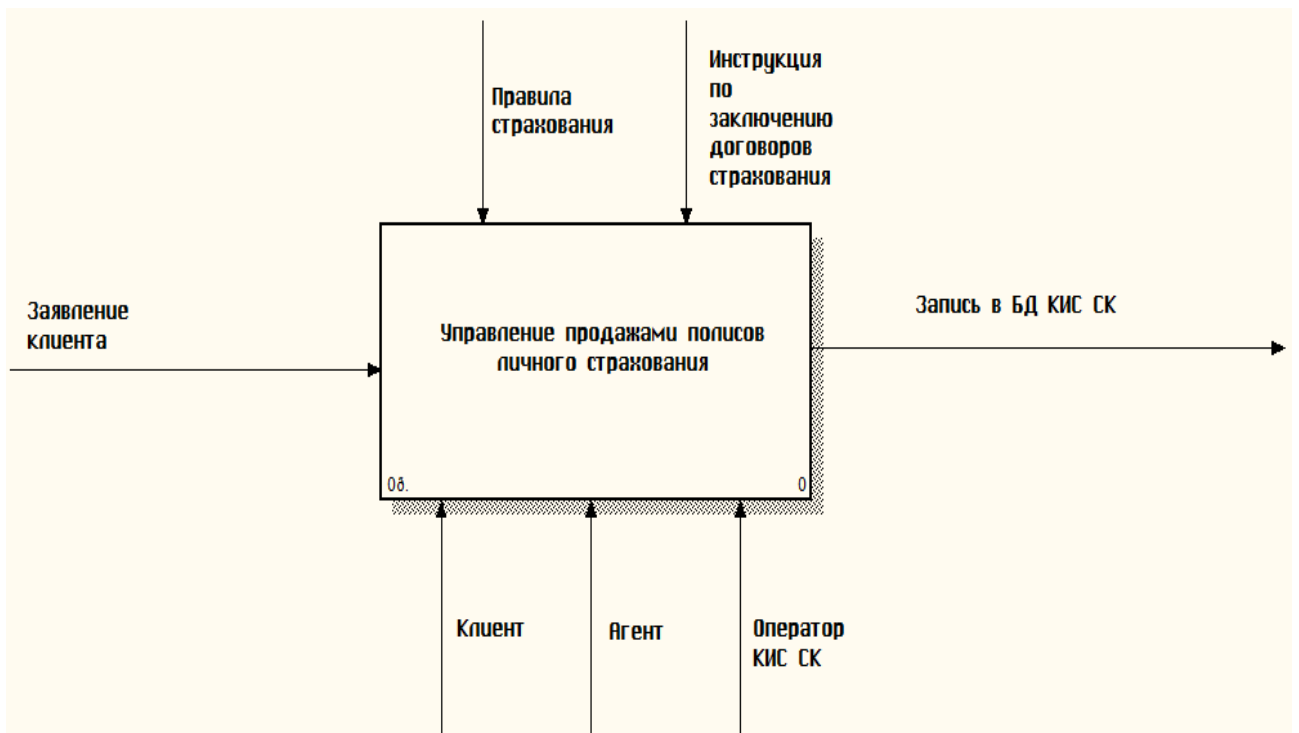 Правила
страхования
Инструкция
по
заключению
договоров
страхования
Заявление
клиента
Управление продажами полисов
личного страхования
Запись в БД КИС СК
0д.
0
Клиент
Агент
Оператор
КИС СК